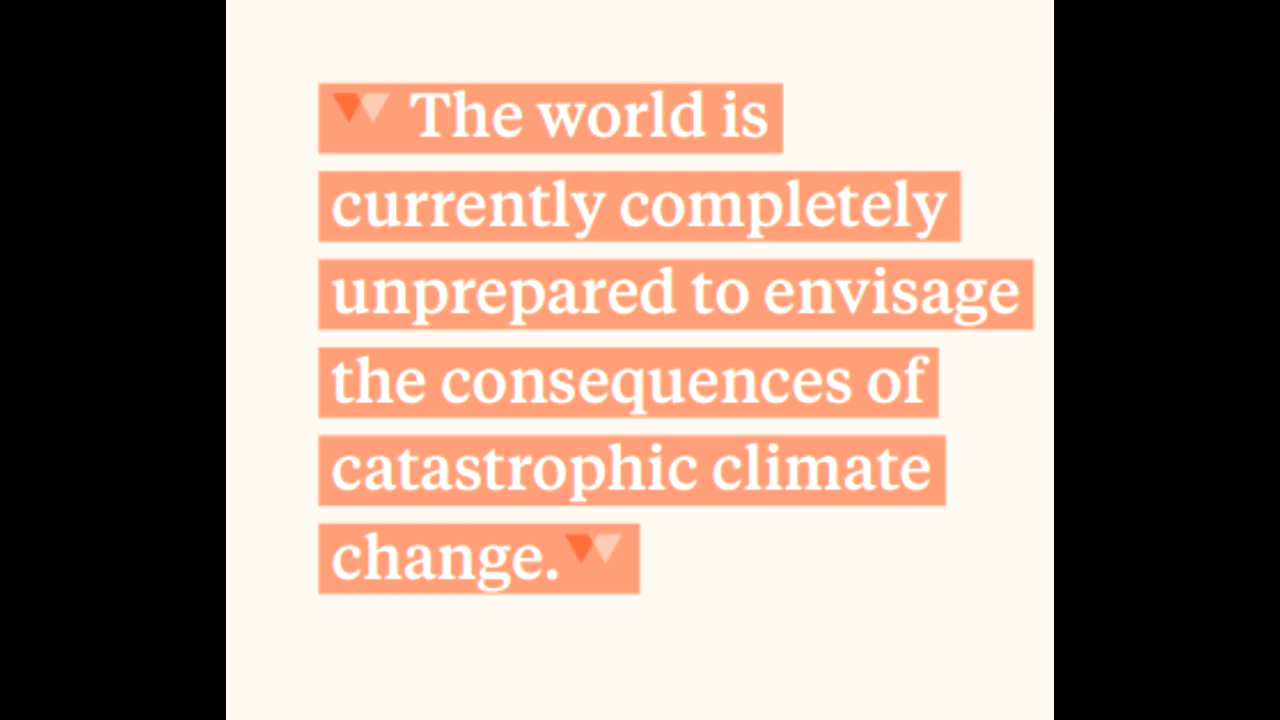 The world is
currently completely
unprepared to envisage
the consequences of
catastrophic climate
change.